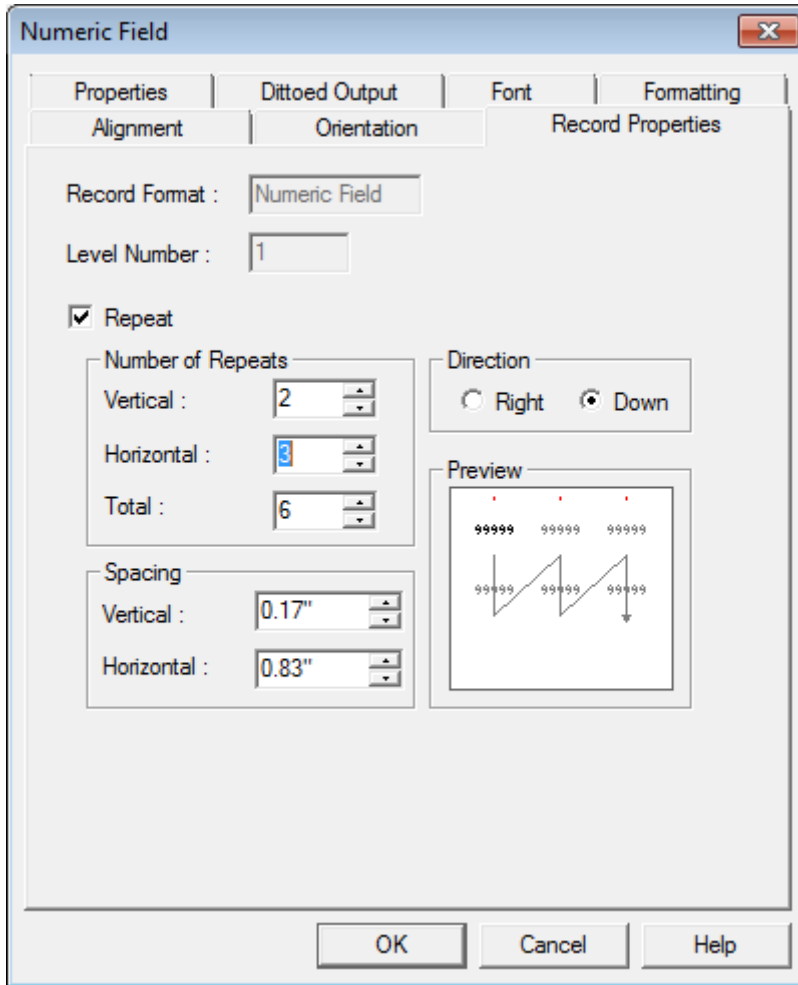 Numeric Field
Properties Dittoed Output Font Formatting
Alignment Orientation Record Properties
Record Format : Numeric Field
Level Number : 1
Repeat
Number of Repeats
Vertical : 2
Horizontal : 3
Total : 6
Direction
Right Down
Preview
99999 99999 99999
99999 99999 99999
Spacing
Vertical : 0.17"
Horizontal : 0.83"
OK Cancel Help